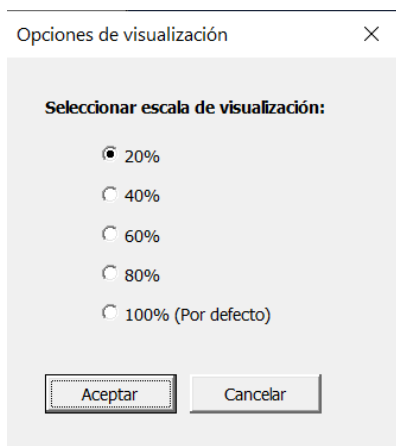 Opciones de visualización
Seleccionar escala de visualización:
20%
40%
60%
80%
100% (Por defecto)
Aceptar Cancelar